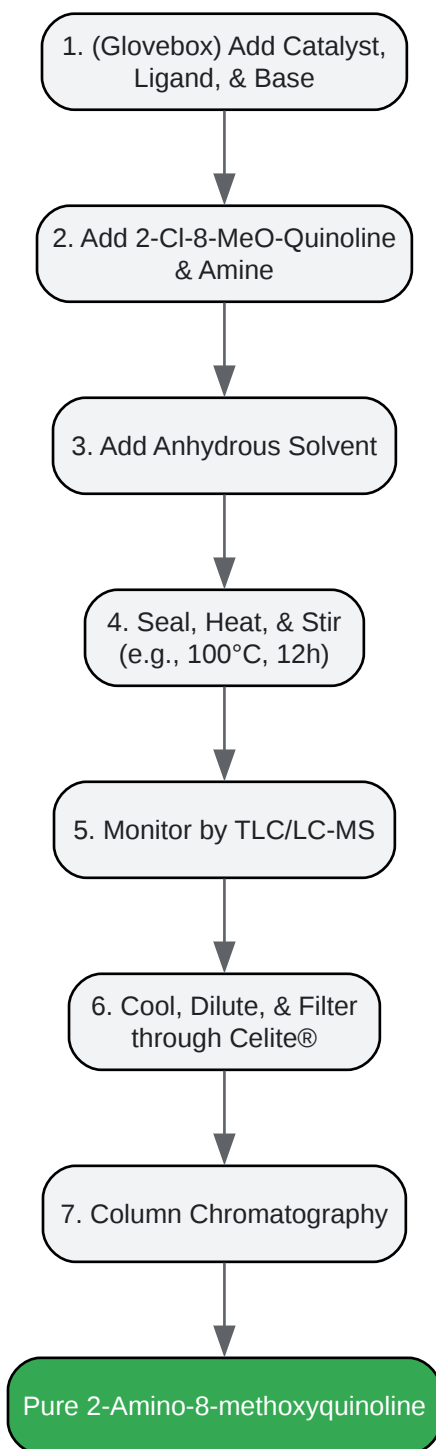 1. (Glovebox) Add Catalyst,
Ligand, & Base
2. Add 2-Cl-8-MeO-Quinoline
& Amine
3. Add Anhydrous Solvent
4. Seal, Heat, & Stir
(e.g., 100°C, 12h)
5. Monitor by TLC/LC-MS
6. Cool, Dilute, & Filter
through Celite®
7. Column Chromatography
Pure 2-Amino-8-methoxyquinoline